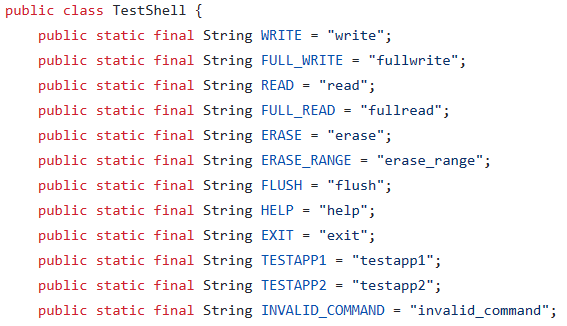 public class TestShell {
public static final String WRITE = "write";
public static final String FULL_WRITE = "fullwrite";
public static final String READ = "read";
public static final String FULL_READ = "fullread";
public static final String ERASE = "erase";
public static final String ERASE_RANGE = "erase_range";
public static final String FLUSH = "flush";
public static final String HELP = "help";
public static final String EXIT = "exit";
public static final String TESTAPP1 = "testapp1";
public static final String TESTAPP2 = "testapp2";
public static final String INVALID_COMMAND = "invalid_command";